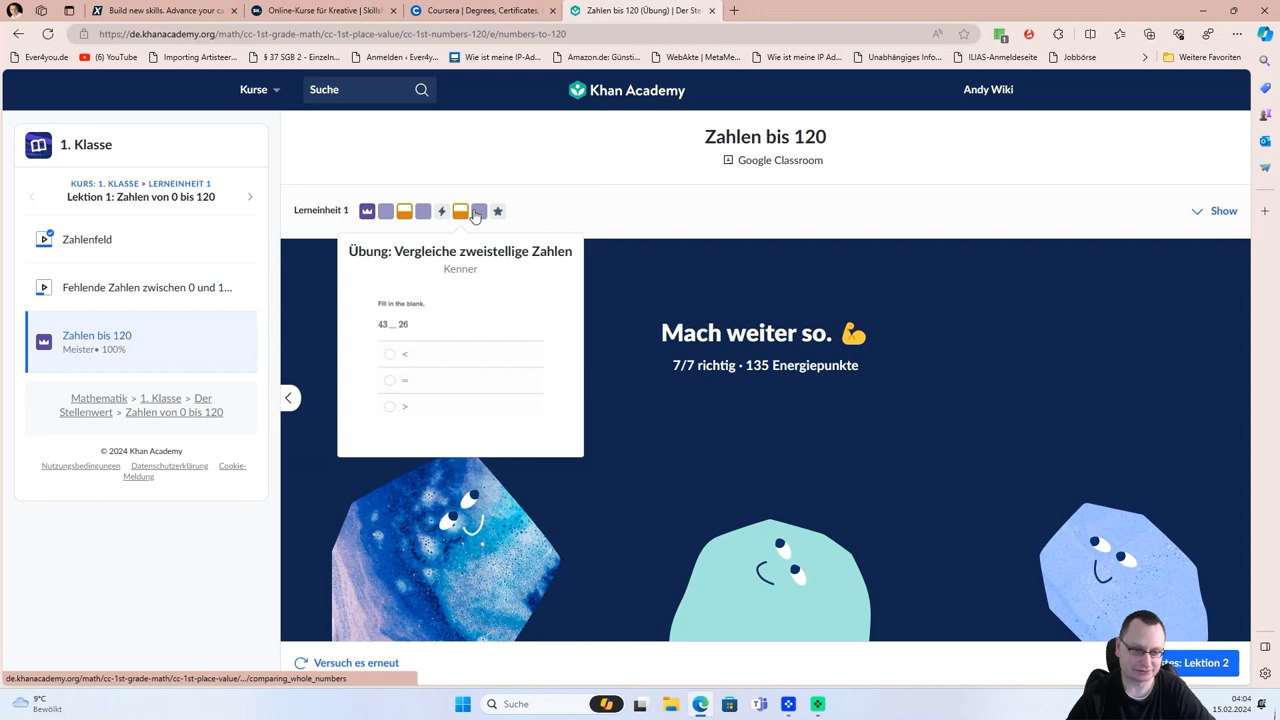 Build new skills. Advance your ca
Online-Kurse für Kreative | Skillsh
Coursera | Degrees, Certificates,
Zahlen bis 120 (Übung) | Der Ste
https://de.khanacademy.org/math/cc-1st-grade-math/cc-1st-place-value/cc-1st-numbers-120/e/numbers-to-120
Ever4you.de
(6) YouTube
Importing Artisteer...
§ 37 SGB 2 - Einzeln...
Anmelden ‹ Ever4y...
Wie ist meine IP-Ad...
Amazon.de: Günsti...
WebAkte | MetaMe...
Wie ist meine IP-Ad...
Unabhängiges Info...
ILIAS-Anmeldeseite
Jobbörse
Weitere Favoriten
Kurse
Suche
Khan Academy
Andy Wiki
1. Klasse
KURS: 1. KLASSE > LERNEINHEIT 1
Lektion 1: Zahlen von 0 bis 120
Zahlenfeld
Fehlende Zahlen zwischen 0 und 1...
Zahlen bis 120
Meister• 100%
Mathematik > 1. Klasse > Der
Stellenwert > Zahlen von 0 bis 120
© 2024 Khan Academy
Nutzungsbedingungen Datenschutzerklärung Cookie-
Meldung
Zahlen bis 120
Google Classroom
Lerneinheit 1
Show
Übung: Vergleiche zweistellige Zahlen
Kenner
Fill in the blank.
43 __ 26
<
=
>
Mach weiter so. 💪
7/7 richtig · 135 Energiepunkte
Versuch es erneut
Lektion 2
de.khanacademy.org/math/cc-1st-grade-math/cc-1st-place-value/.../comparing_whole_numbers
9°C
Bewölkt
Suche
04:04
15.02.2024